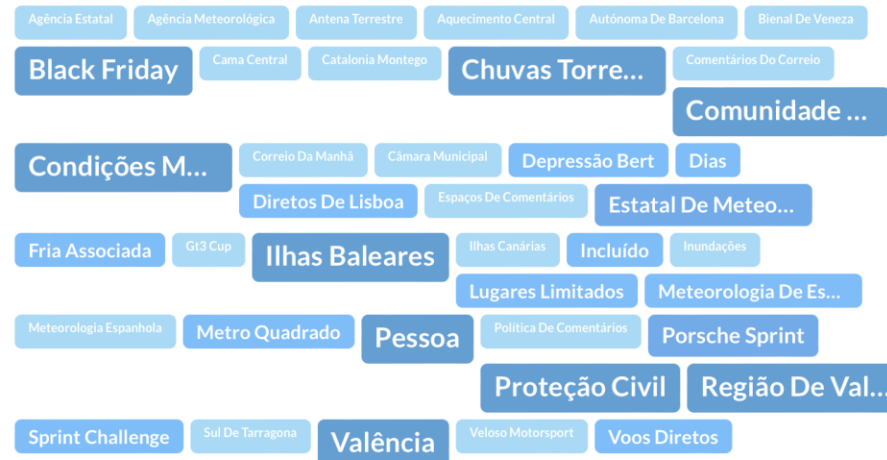 Agência Estatal Agência Meteorológica Antena Terrestre Aquecimento Central Autónoma De Barcelona Bienal De Veneza
Black Friday Cama Central Catalonia Montego Chuvas Torre... Comentários Do Correio
Comunidade ...
Condições M... Correio Da Manhã Câmara Municipal Depressão Bert Dias
Diretos De Lisboa Espaços De Comentários Estatal De Meteo...
Fria Associada Gt3 Cup Ilhas Baleares Ilhas Canárias Incluído Inundações
Lugares Limitados Meteorologia De Es...
Meteorologia Espanhola Metro Quadrado Pessoa Política De Comentários Porsche Sprint
Proteção Civil Região De Val...
Sprint Challenge Sul De Tarragona Valência Veloso Motorsport Voos Diretos